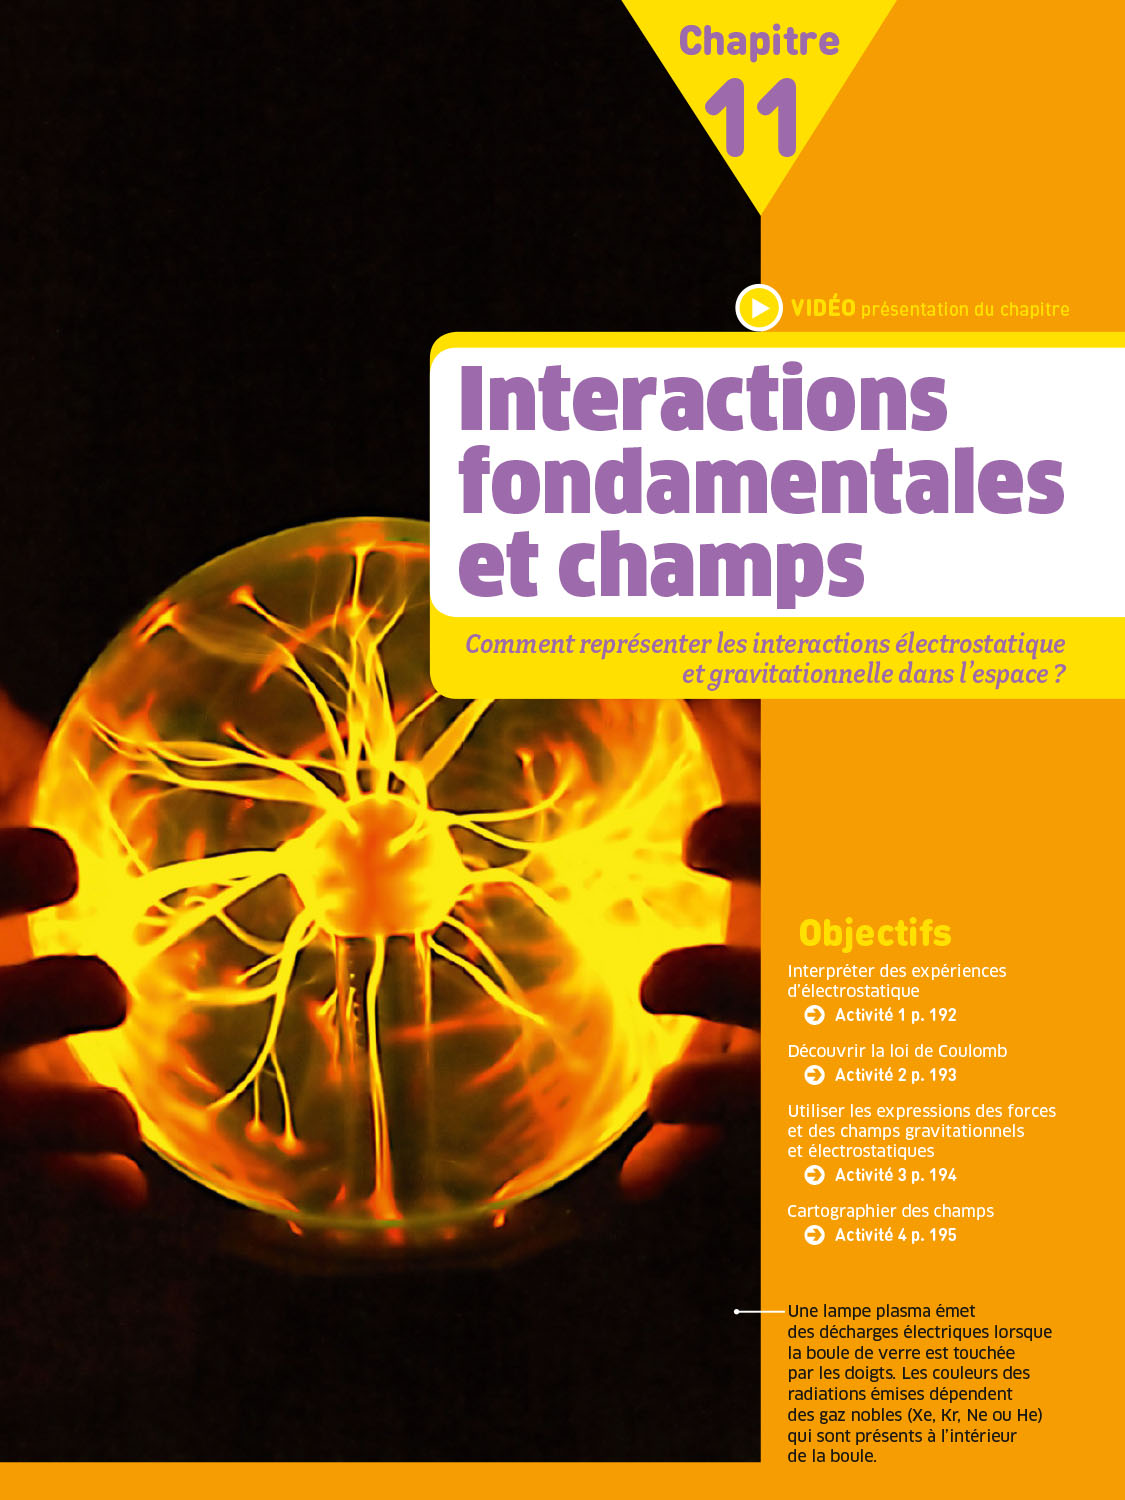 Chapitre
11
VIDÉO présentation du chapitre
Interactions
fondamentales
et champs
Comment représenter les interactions électrostatique
et gravitationnelle dans l'espace ?
Objectifs
Interpréter des expériences
d'électrostatique
Activité 1 p. 192
Découvrir la loi de Coulomb
Activité 2 p. 193
Utiliser les expressions des forces
et des champs gravitationnels
et électrostatiques
Activité 3 p. 194
Cartographier des champs
Activité 4 p. 195
Une lampe plasma émet
des décharges électriques lorsque
la boule de verre est touchée
par les doigts. Les couleurs des
radiations émises dépendent
des gaz nobles (Xe, Kr, Ne ou He)
qui sont présents à l'intérieur
de la boule.